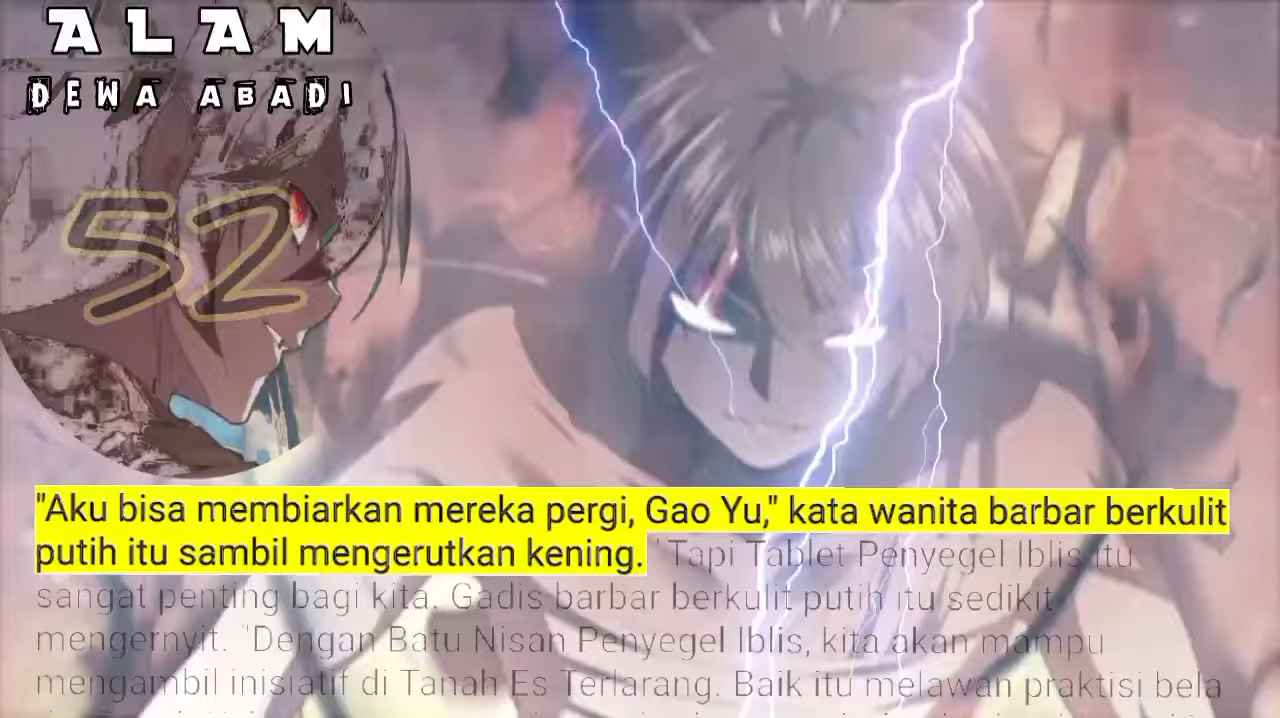 ALAM
DEWA ABADI
52
"Aku bisa membiarkan mereka pergi, Gao Yu," kata wanita barbar berkulit
putih itu sambil mengerutkan kening. "Tapi Tablet Penyegel Iblis itu
sangat penting bagi kita. Gadis barbar berkulit putih itu sedikit
mengernyit. "Dengan Batu Nisan Penyegel Iblis, kita akan mampu
mengambil inisiatif di Tanah Es Terlarang. Baik itu melawan praktisi bela